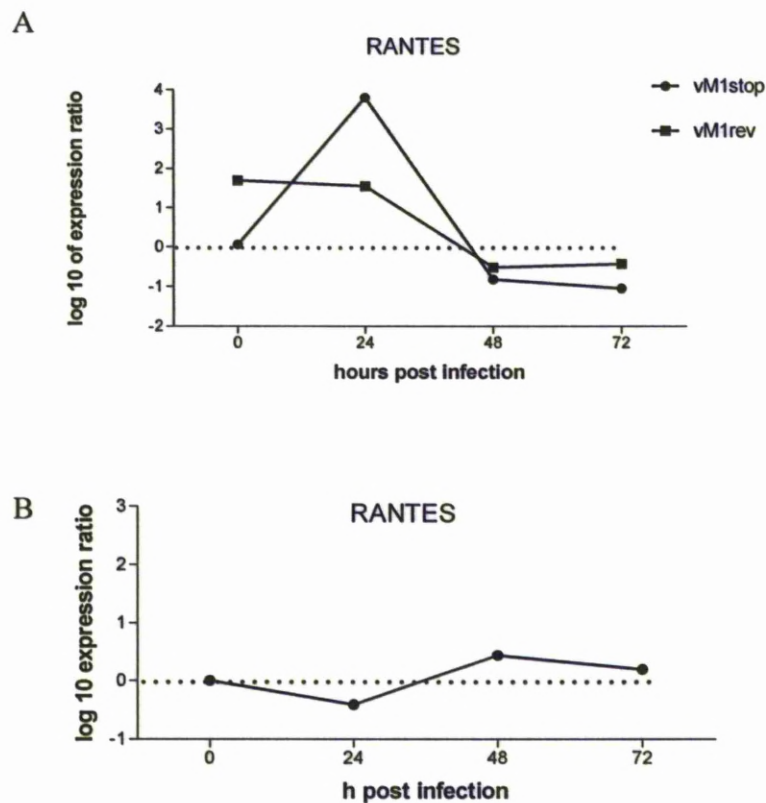 A
RANTES
vM1stop
vM1rev
log 10 of expression ratio
4
3
2
1
0
-1
-2
0 24 48 72
hours post infection
B
RANTES
log 10 expression ratio
3
2
1
0
-1
0 24 48 72
h post infection